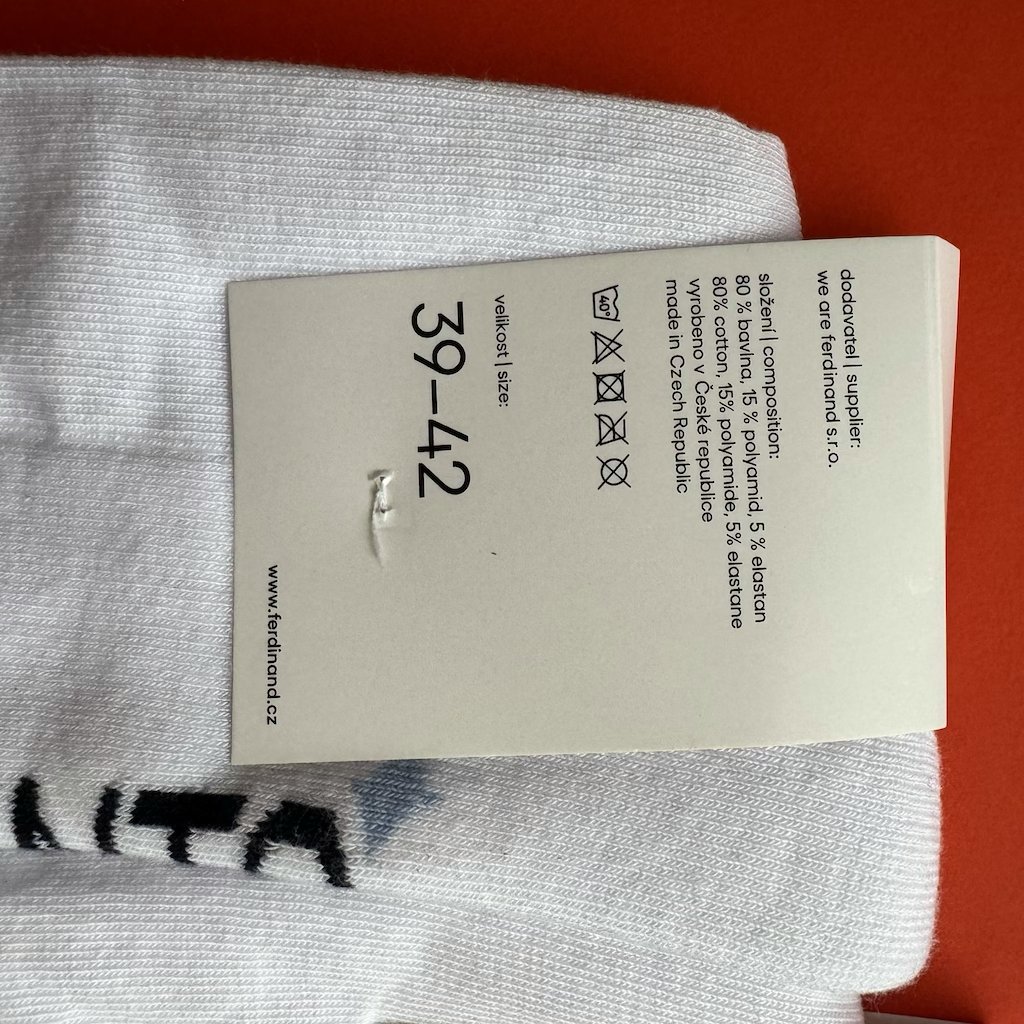 dodavatel | supplier:
we are ferdinand s.r.o.
složení | composition:
80 % bavlna, 15 % polyamid, 5 % elastan
80% cotton, 15% polyamide, 5% elastane
vyrobeno v České republice
made in Czech Republic
40°
velikost | size:
39–42
www.ferdinand.cz